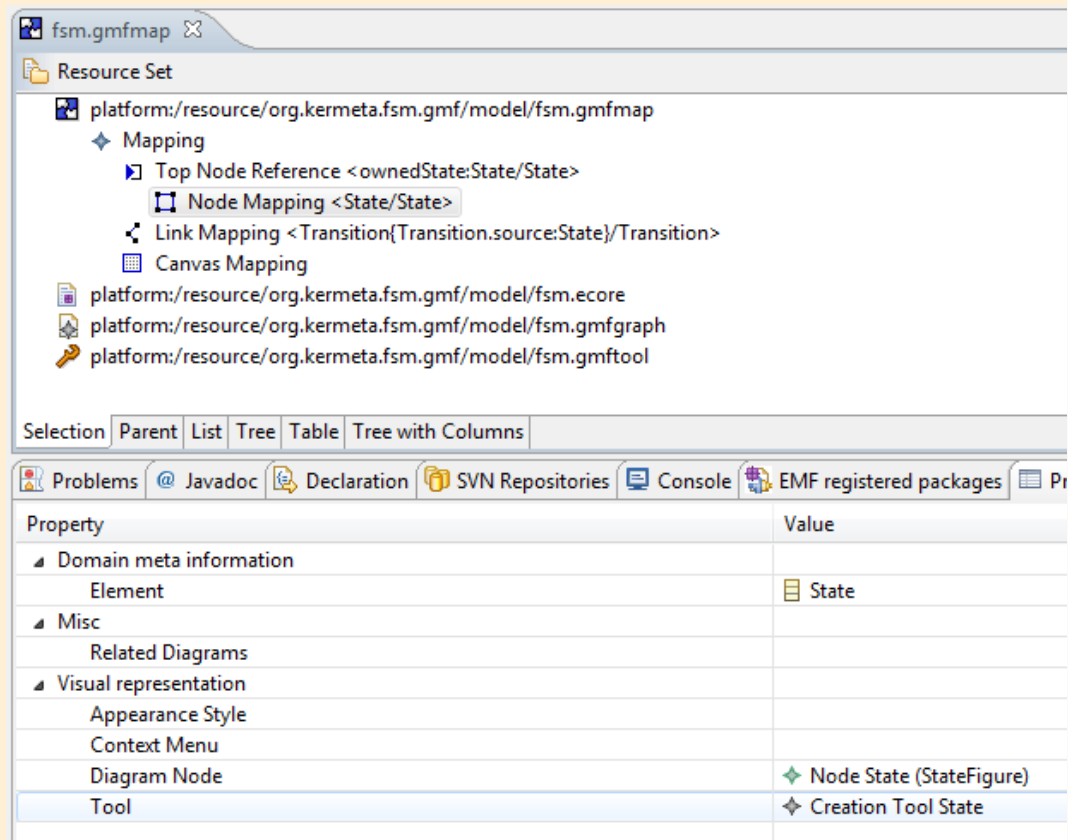 fsm.gmfmap
Resource Set
platform:/resource/org.kermeta.fsm.gmf/model/fsm.gmfmap
Mapping
Top Node Reference <ownedState:State/State>
Node Mapping <State/State>
Link Mapping <Transition{Transition.source:State}/Transition>
Canvas Mapping
platform:/resource/org.kermeta.fsm.gmf/model/fsm.ecore
platform:/resource/org.kermeta.fsm.gmf/model/fsm.gmfgraph
platform:/resource/org.kermeta.fsm.gmf/model/fsm.gmftool
Selection Parent List Tree Table Tree with Columns
Problems @ Javadoc Declaration SVN Repositories Console EMF registered packages Pr
Property Value
Domain meta information
Element State
Misc
Related Diagrams
Visual representation
Appearance Style
Context Menu
Diagram Node Node State (StateFigure)
Tool Creation Tool State